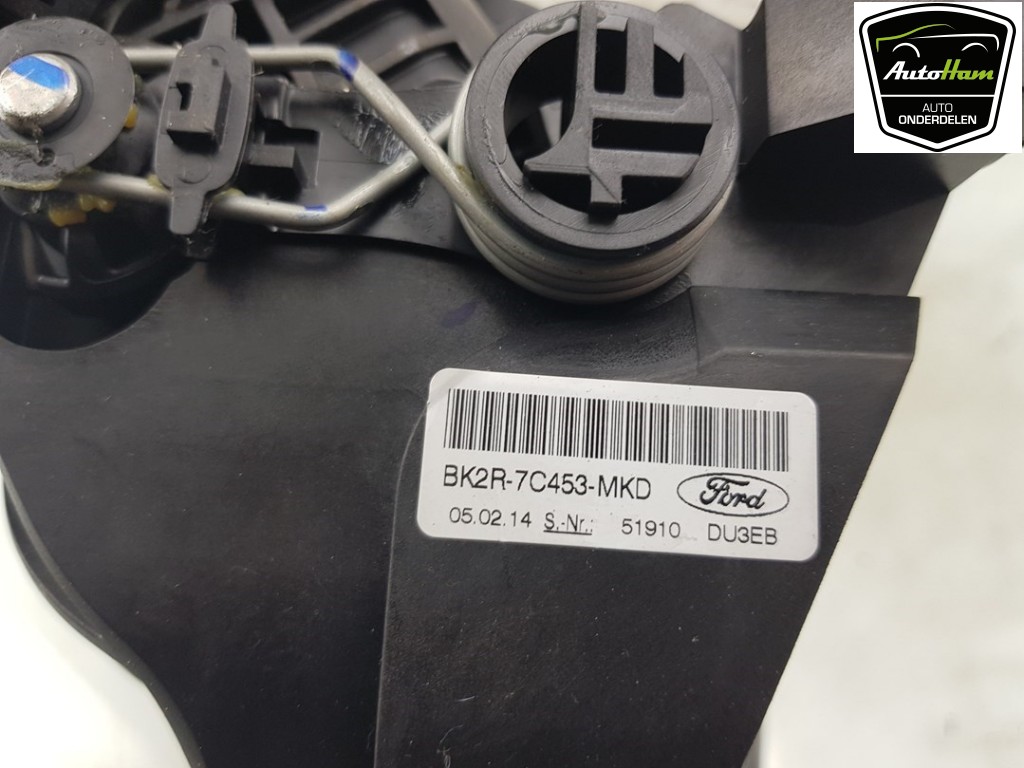 AutoHam
AUTO
ONDERDELEN
BK2R-7C453-MKD Ford
05.02.14 S.-Nr.: 51910 DU3EB